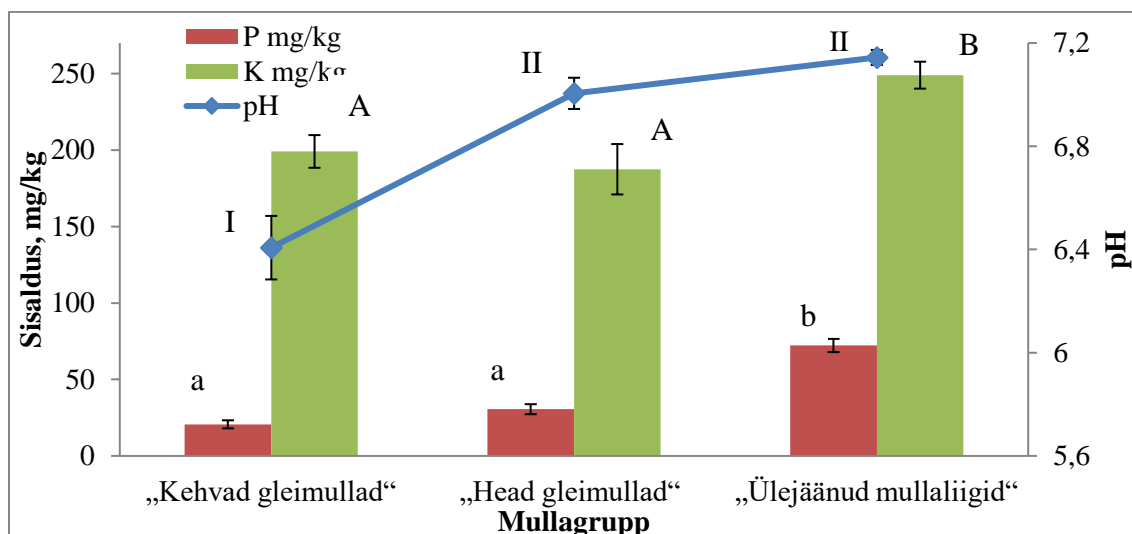 P mg/kg
K mg/kg
pH
Sisaldus, mg/kg
250
200
150
100
50
0
7,2
6,8
6,4
6
5,6
pH
I
II
II
A
A
B
a
a
b
„Kehvad gleimullad“
„Head gleimullad“
„Ülejäänud mullaliigid“
Mullagrupp